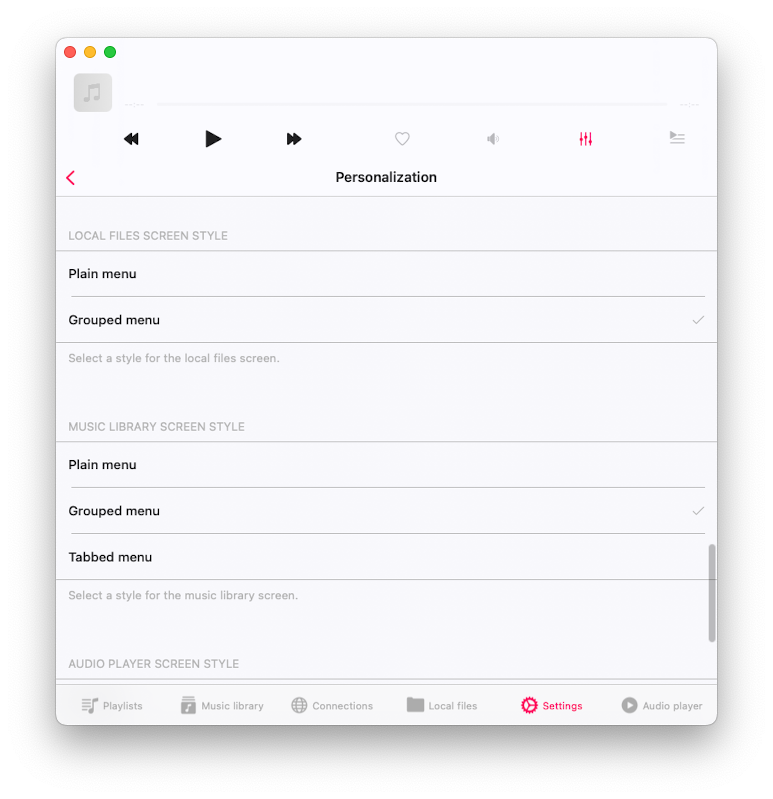 --:--
--:--
Personalization
LOCAL FILES SCREEN STYLE
Plain menu
Grouped menu
Select a style for the local files screen.
MUSIC LIBRARY SCREEN STYLE
Plain menu
Grouped menu
Tabbed menu
Select a style for the music library screen.
AUDIO PLAYER SCREEN STYLE
Playlists
Music library
Connections
Local files
Settings
Audio player